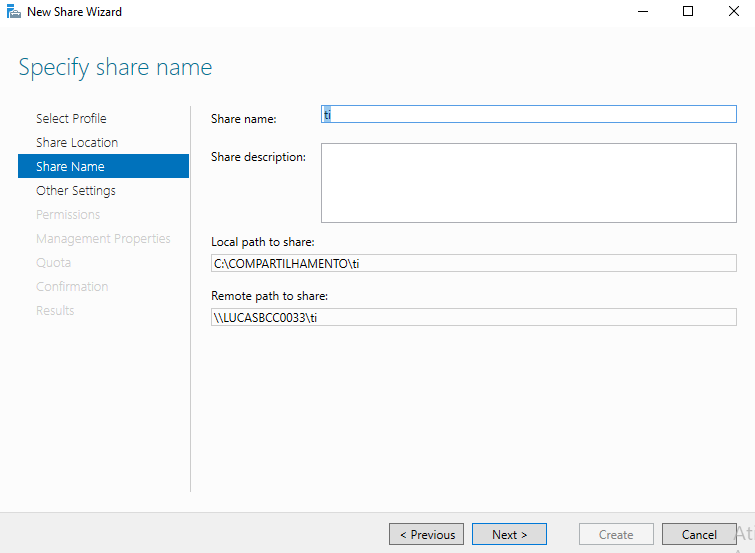 New Share Wizard
Specify share name
Select Profile
Share Location
Share Name
Other Settings
Permissions
Management Properties
Quota
Confirmation
Results
Share name:
ti
Share description:
Local path to share:
C:\COMPARTILHAMENTO\ti
Remote path to share:
\\LUCASBCC0033\ti
< Previous
Next >
Create
Cancel